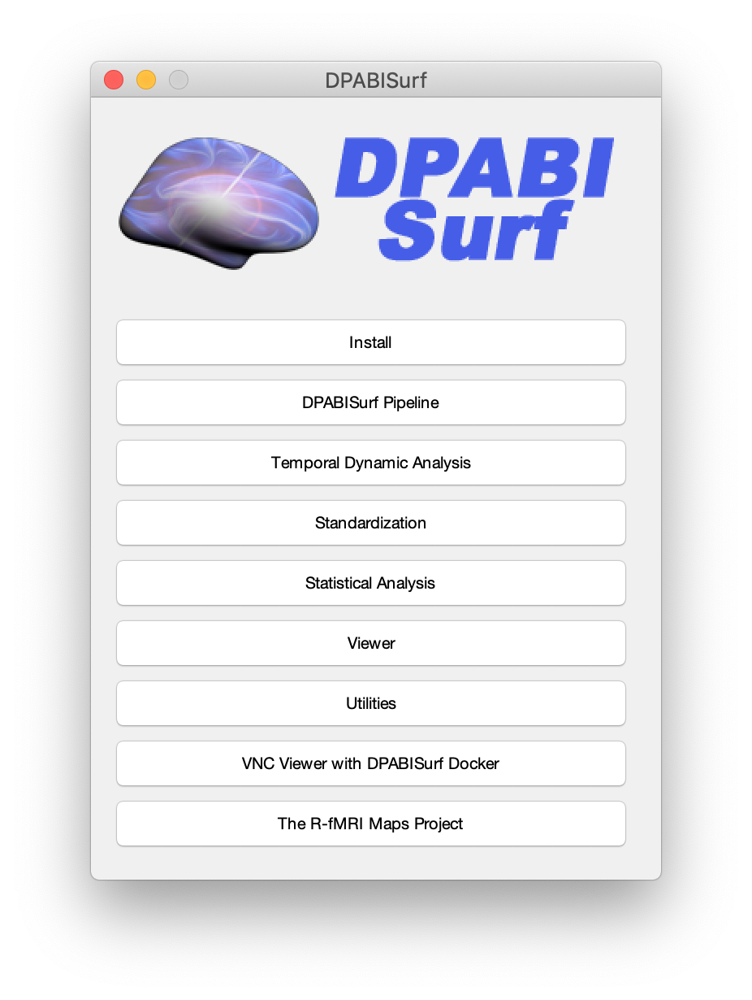 DPABISurf
DPABI
Surf
Install
DPABISurf Pipeline
Temporal Dynamic Analysis
Standardization
Statistical Analysis
Viewer
Utilities
VNC Viewer with DPABISurf Docker
The R-fMRI Maps Project